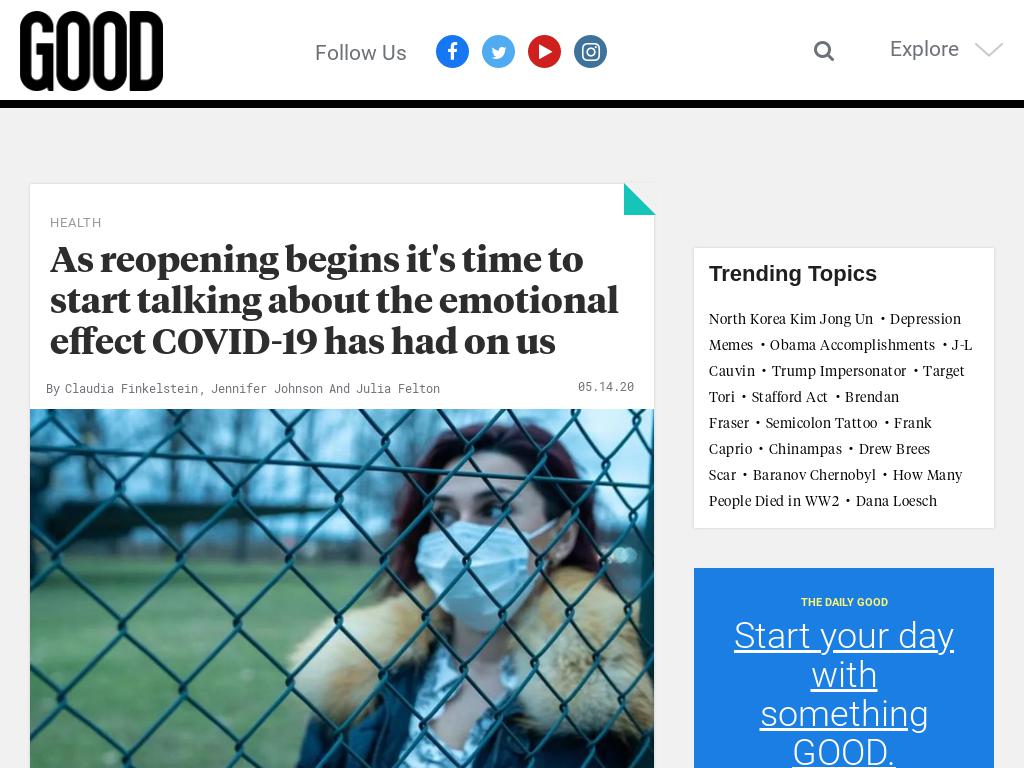 GOOD
Follow Us
Explore
HEALTH
As reopening begins it's time to
start talking about the emotional
effect COVID-19 has had on us
By Claudia Finkelstein, Jennifer Johnson And Julia Felton
05.14.20
Trending Topics
North Korea Kim Jong Un • Depression
Memes • Obama Accomplishments • J-L
Cauvin • Trump Impersonator • Target
Tori • Stafford Act • Brendan
Fraser • Semicolon Tattoo • Frank
Caprio • Chinampas • Drew Brees
Scar • Baranov Chernobyl • How Many
People Died in WW2 • Dana Loesch
THE DAILY GOOD
Start your day
with
something
GOOD.